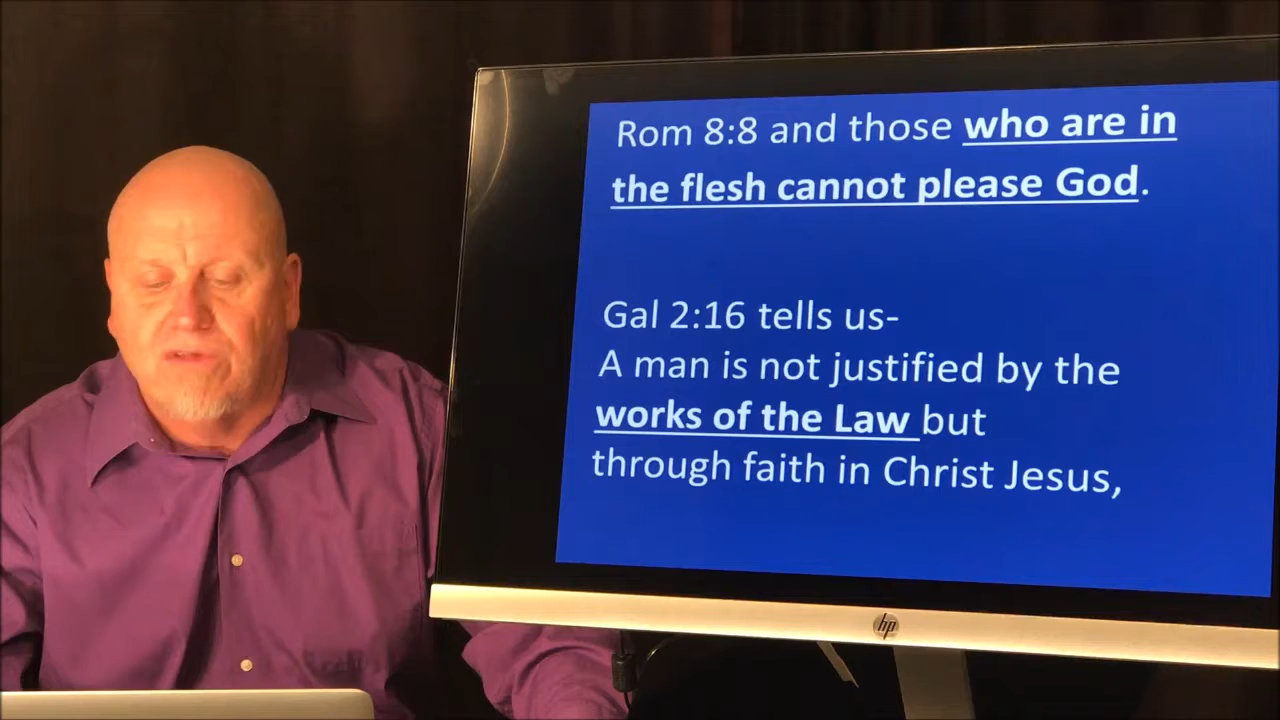 Rom 8:8 and those who are in
the flesh cannot please God.
Gal 2:16 tells us-
A man is not justified by the
works of the Law but
through faith in Christ Jesus,
hp